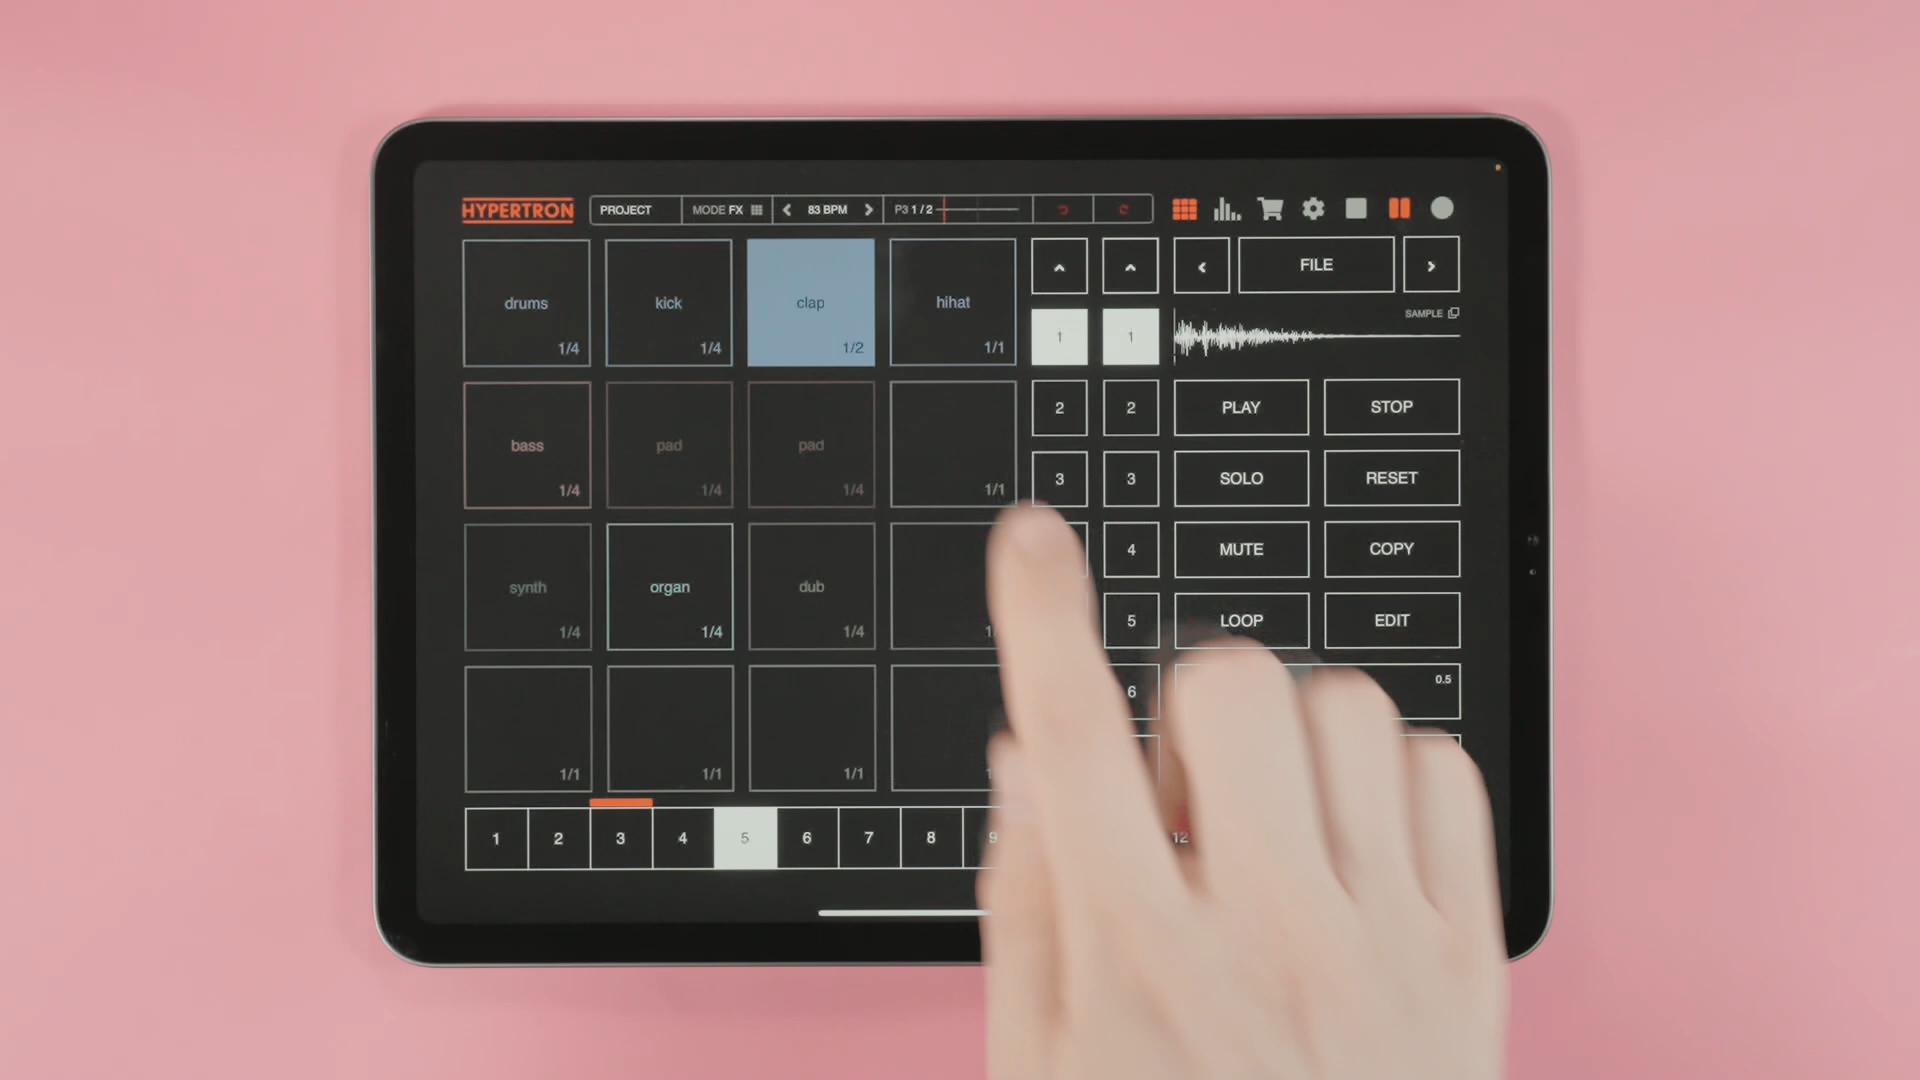 HYPERTRON PROJECT MODE FX 83 BPM P3 1 / 2
drums 1/4 kick 1/4 clap 1/2 hihat 1/1
FILE
SAMPLE
1 1
bass 1/4 pad 1/4 pad 1/4 1/1
2 2 PLAY STOP
3 3 SOLO RESET
synth 1/4 organ 1/4 dub 1/4
4 MUTE COPY
5 LOOP EDIT
6 0.5
1/1 1/1 1/1
1 2 3 4 5 6 7 8 9 12